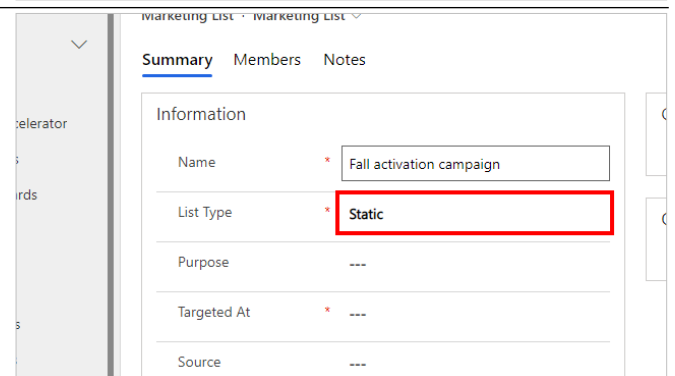 Marketing List · Marketing List
Summary Members Notes
Information
celerator
Name * Fall activation campaign
List Type * Static
Purpose ---
Targeted At * ---
Source ---